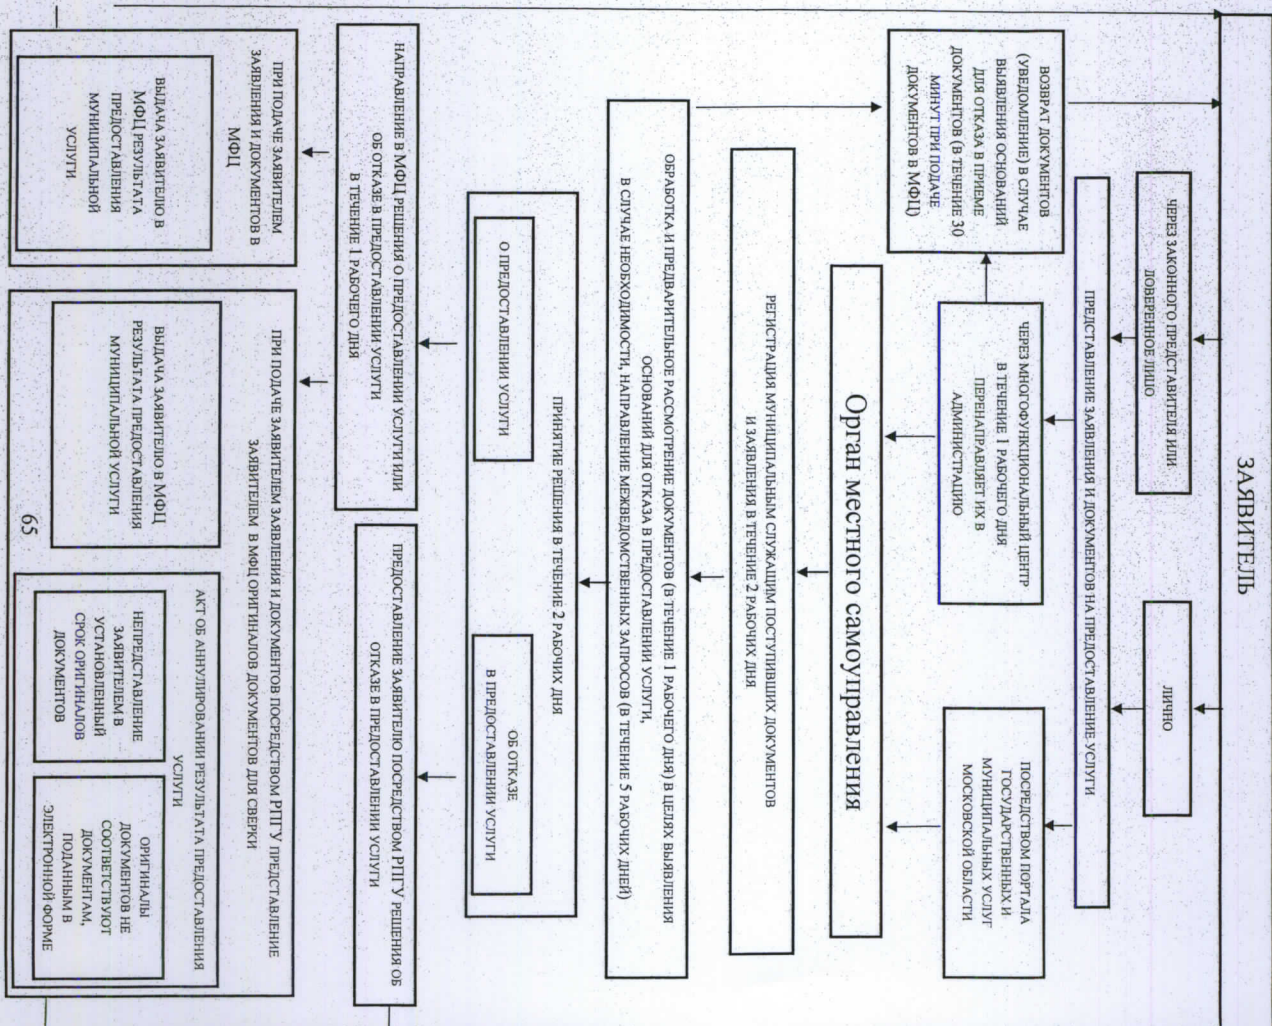 ЗАЯВИТЕЛЬ
ЧЕРЕЗ ЗАКОННОГО ПРЕДСТАВИТЕЛЯ ИЛИ
ДОВЕРЕННОЕ ЛИЦО
ЛИЧНО
ПРЕДСТАВЛЕНИЕ ЗАЯВЛЕНИЯ И ДОКУМЕНТОВ НА ПРЕДОСТАВЛЕНИЕ УСЛУГИ
ВОЗВРАТ ДОКУМЕНТОВ
(УВЕДОМЛЕНИЕ) В СЛУЧАЕ
ВЫЯВЛЕНИЯ ОСНОВАНИЙ
ДЛЯ ОТКАЗА В ПРИЕМЕ
ДОКУМЕНТОВ (В ТЕЧЕНИЕ 30
МИНУТ ПРИ ПОДАЧЕ
ДОКУМЕНТОВ В МФЦ)
ЧЕРЕЗ МНОГОФУНКЦИОНАЛЬНЫЙ ЦЕНТР
В ТЕЧЕНИЕ 1 РАБОЧЕГО ДНЯ
ПЕРЕНАПРАВЛЯЕТ ИХ В
АДМИНИСТРАЦИЮ
ПОСРЕДСТВОМ ПОРТАЛА
ГОСУДАРСТВЕННЫХ И
МУНИЦИПАЛЬНЫХ УСЛУГ
МОСКОВСКОЙ ОБЛАСТИ
Орган местного самоуправления
РЕГИСТРАЦИЯ МУНИЦИПАЛЬНЫМ СЛУЖАЩИМ ПОСТУПИВШИХ ДОКУМЕНТОВ
И ЗАЯВЛЕНИЯ В ТЕЧЕНИЕ 2 РАБОЧИХ ДНЯ
ОБРАБОТКА И ПРЕДВАРИТЕЛЬНОЕ РАССМОТРЕНИЕ ДОКУМЕНТОВ (В ТЕЧЕНИЕ 1 РАБОЧЕГО ДНЯ) В ЦЕЛЯХ ВЫЯВЛЕНИЯ
ОСНОВАНИЙ ДЛЯ ОТКАЗА В ПРЕДОСТАВЛЕНИИ УСЛУГИ,
В СЛУЧАЕ НЕОБХОДИМОСТИ, НАПРАВЛЕНИЕ МЕЖВЕДОМСТВЕННЫХ ЗАПРОСОВ (В ТЕЧЕНИЕ 5 РАБОЧИХ ДНЕЙ)
ПРИНЯТИЕ РЕШЕНИЯ В ТЕЧЕНИЕ 2 РАБОЧИХ ДНЯ
О ПРЕДОСТАВЛЕНИИ УСЛУГИ
ОБ ОТКАЗЕ
В ПРЕДОСТАВЛЕНИИ УСЛУГИ
НАПРАВЛЕНИЕ В МФЦ РЕШЕНИЯ О ПРЕДОСТАВЛЕНИИ УСЛУГИ ИЛИ
ОБ ОТКАЗЕ В ПРЕДОСТАВЛЕНИИ УСЛУГИ
В ТЕЧЕНИЕ 1 РАБОЧЕГО ДНЯ
ПРЕДОСТАВЛЕНИЕ ЗАЯВИТЕЛЮ ПОСРЕДСТВОМ РПГУ РЕШЕНИЯ ОБ
ОТКАЗЕ В ПРЕДОСТАВЛЕНИИ УСЛУГИ
ПРИ ПОДАЧЕ ЗАЯВИТЕЛЕМ
ЗАЯВЛЕНИЯ И ДОКУМЕНТОВ В
МФЦ
ВЫДАЧА ЗАЯВИТЕЛЮ В
МФЦ РЕЗУЛЬТАТА
ПРЕДОСТАВЛЕНИЯ
МУНИЦИПАЛЬНОЙ
УСЛУГИ
ПРИ ПОДАЧЕ ЗАЯВИТЕЛЕМ ЗАЯВЛЕНИЯ И ДОКУМЕНТОВ ПОСРЕДСТВОМ РПГУ ПРЕДСТАВЛЕНИЕ
ЗАЯВИТЕЛЕМ В МФЦ ОРИГИНАЛОВ ДОКУМЕНТОВ ДЛЯ СВЕРКИ
ВЫДАЧА ЗАЯВИТЕЛЮ В МФЦ
РЕЗУЛЬТАТА ПРЕДОСТАВЛЕНИЯ
МУНИЦИПАЛЬНОЙ УСЛУГИ
АКТ ОБ АННУЛИРОВАНИИ РЕЗУЛЬТАТА ПРЕДОСТАВЛЕНИЯ
УСЛУГИ
НЕПРЕДСТАВЛЕНИЕ
ЗАЯВИТЕЛЕМ В
УСТАНОВЛЕННЫЙ
СРОК ОРИГИНАЛОВ
ДОКУМЕНТОВ
ОРИГИНАЛЫ
ДОКУМЕНТОВ НЕ
СООТВЕТСТВУЮТ
ДОКУМЕНТАМ,
ПОДАННЫМ В
ЭЛЕКТРОННОЙ ФОРМЕ
65